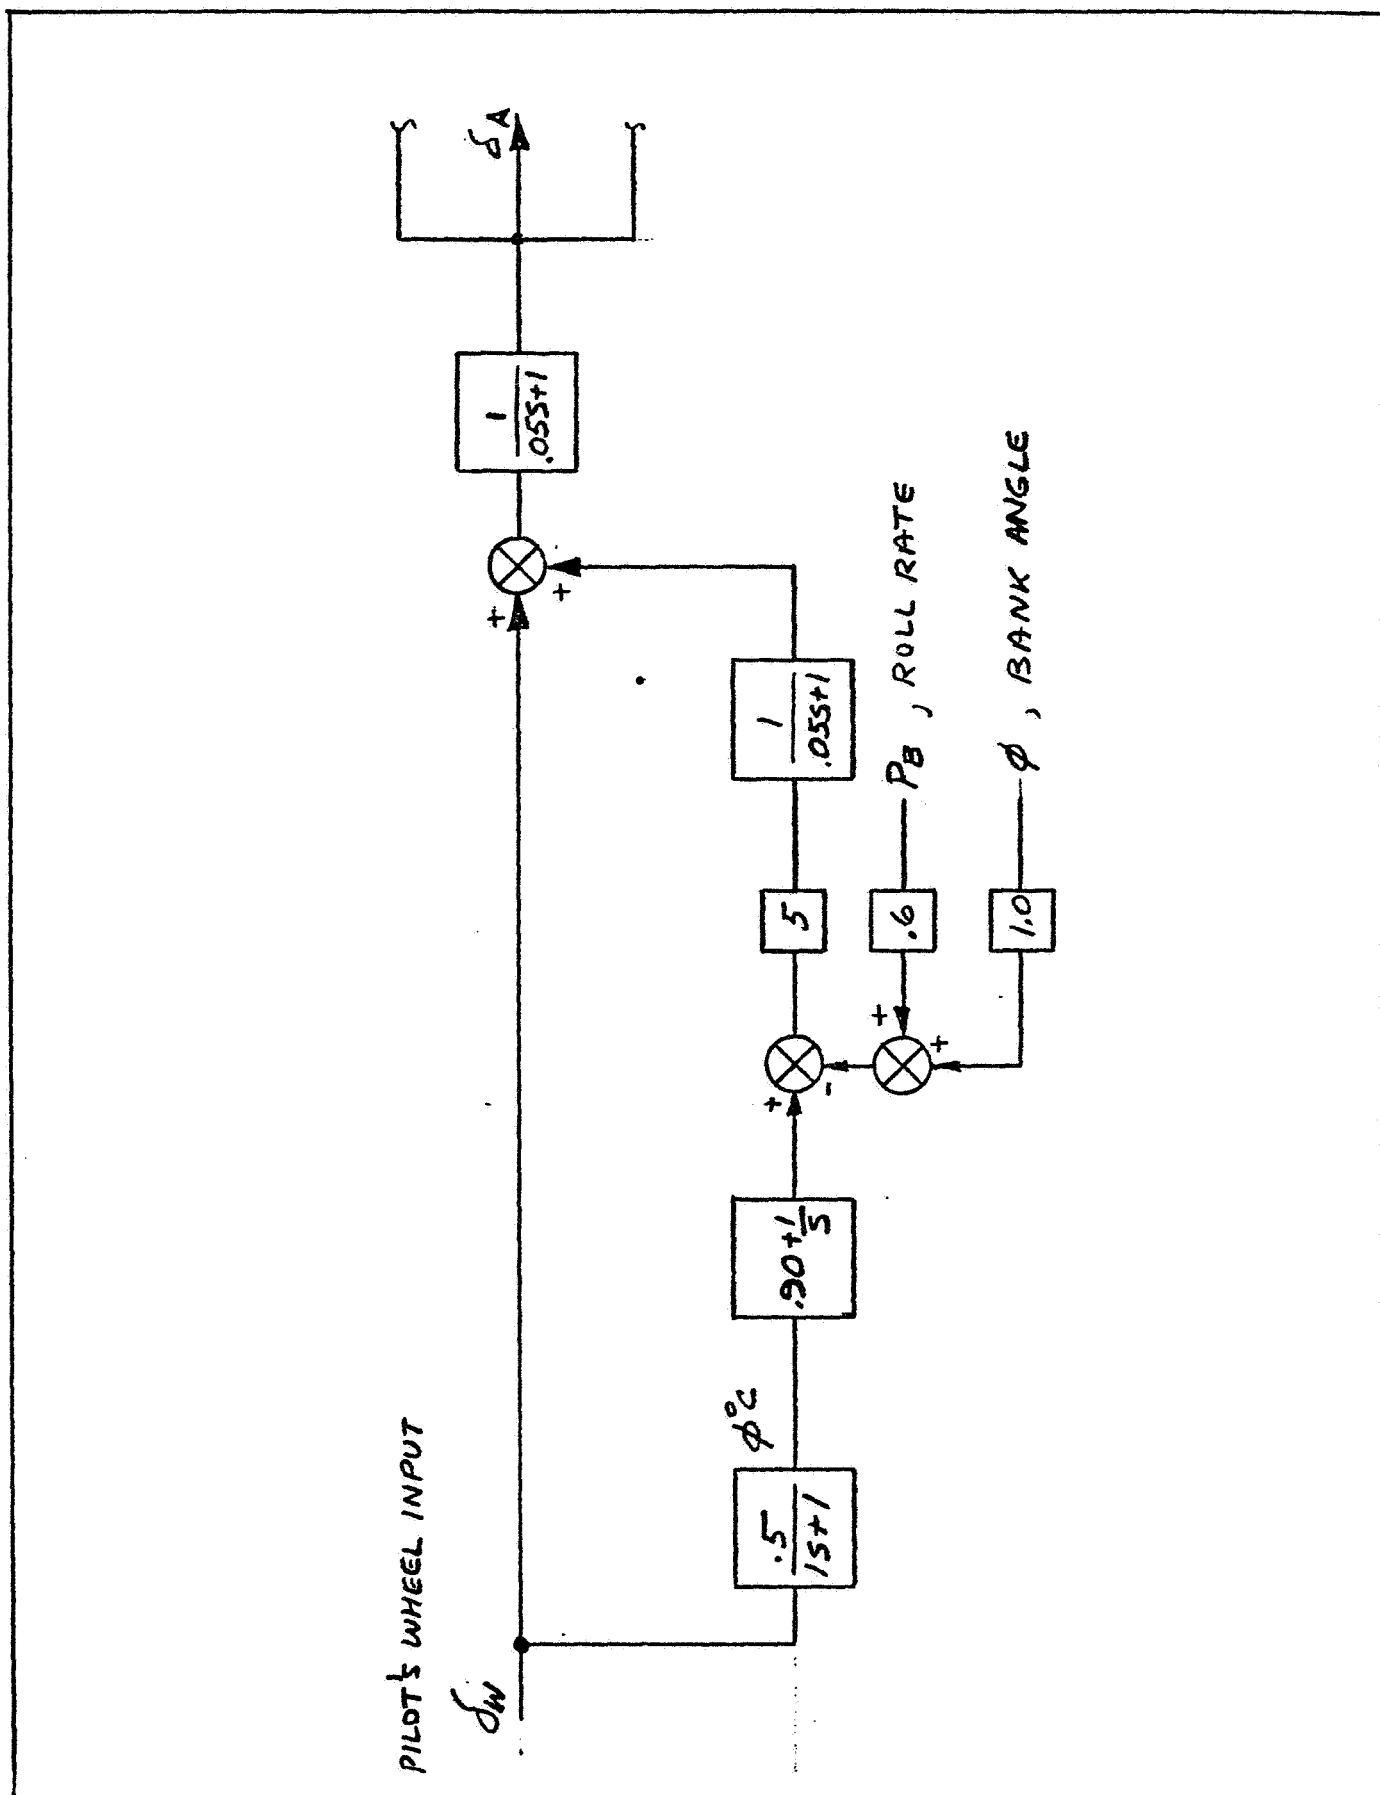 PILOT'S WHEEL INPUT
δW
δA
+
+
1
.05S+1
.5
1S+1
φ°C
.90+1/S
+
-
5
1
.05S+1
+
.6
PB, ROLL RATE
+
1.0
φ, BANK ANGLE